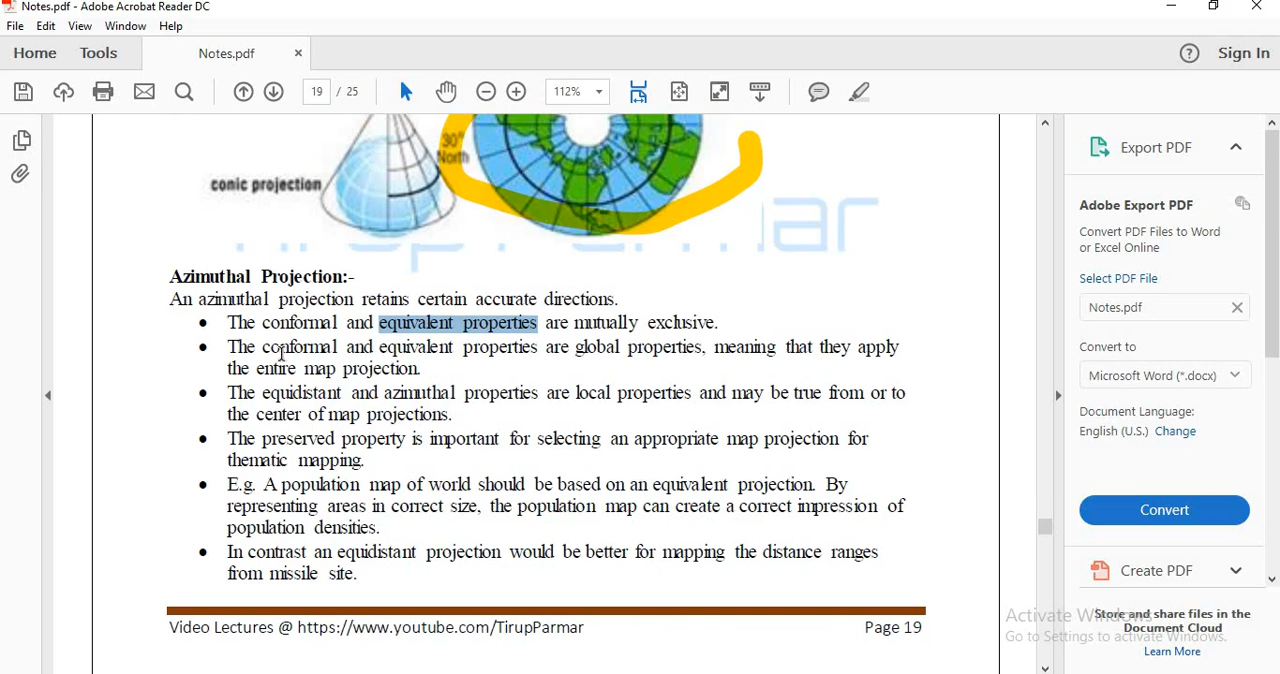 Notes.pdf - Adobe Acrobat Reader DC
File Edit View Window Help
Home Tools Notes.pdf Sign In
19 / 25 112%
30°
North
conic projection
Azimuthal Projection:-
An azimuthal projection retains certain accurate directions.
• The conformal and equivalent properties are mutually exclusive.
• The conformal and equivalent properties are global properties, meaning that they apply
the entire map projection.
• The equidistant and azimuthal properties are local properties and may be true from or to
the center of map projections.
• The preserved property is important for selecting an appropriate map projection for
thematic mapping.
• E.g. A population map of world should be based on an equivalent projection. By
representing areas in correct size, the population map can create a correct impression of
population densities.
• In contrast an equidistant projection would be better for mapping the distance ranges
from missile site.
Video Lectures @ https://www.youtube.com/TirupParmar Page 19
Export PDF
Adobe Export PDF
Convert PDF Files to Word
or Excel Online
Select PDF File
Notes.pdf
Convert to
Microsoft Word (*.docx)
Document Language:
English (U.S.) Change
Convert
Create PDF
Activate Windows
Go to Settings to activate Windows.
Store and share files in the
Document Cloud
Learn More